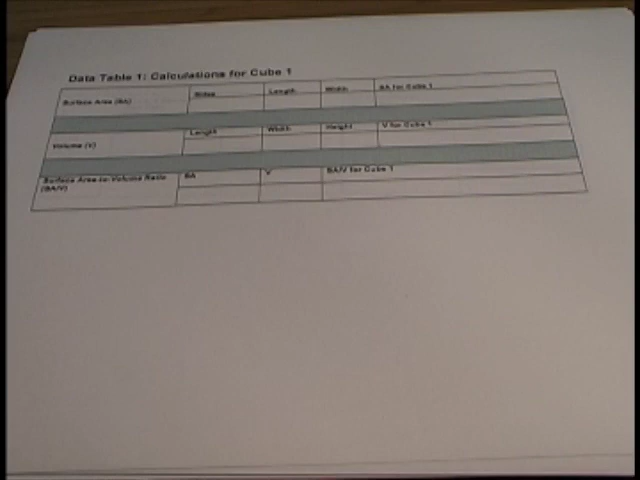 Data Table 1: Calculations for Cube 1
Surface Area (SA) Sides Length Width SA for Cube 1
Volume (V) Length Width Height V for Cube 1
Surface Area-to-Volume Ratio SA V SA/V for Cube 1
(SA/V)